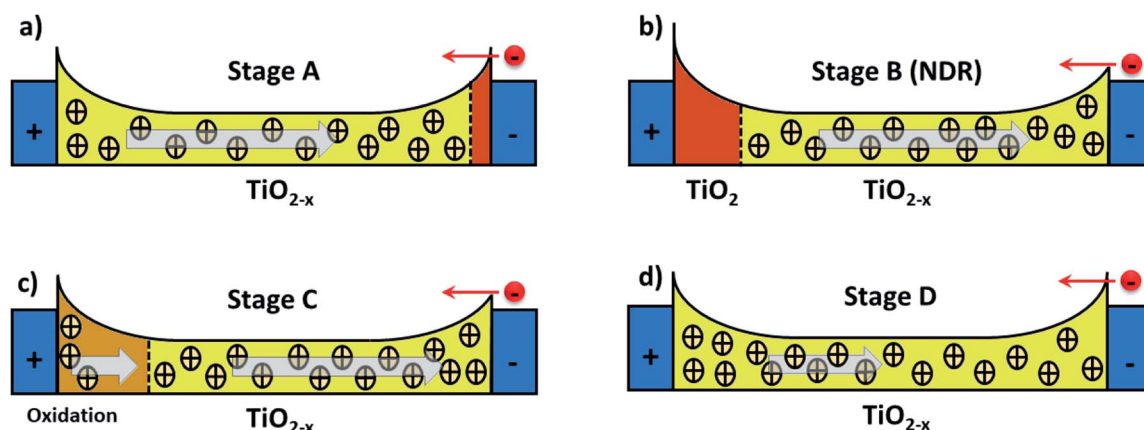 a)
Stage A
+
-
-
TiO2-x
b)
Stage B (NDR)
+
-
-
TiO2
TiO2-x
c)
Stage C
+
-
-
Oxidation
TiO2-x
d)
Stage D
+
-
-
TiO2-x